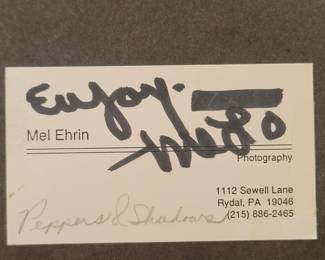 Enjoy.
Mel Ehrin
Photography
1112 Sewell Lane
Rydal, PA 19046
(215) 886-2465
Peppers & Shadows